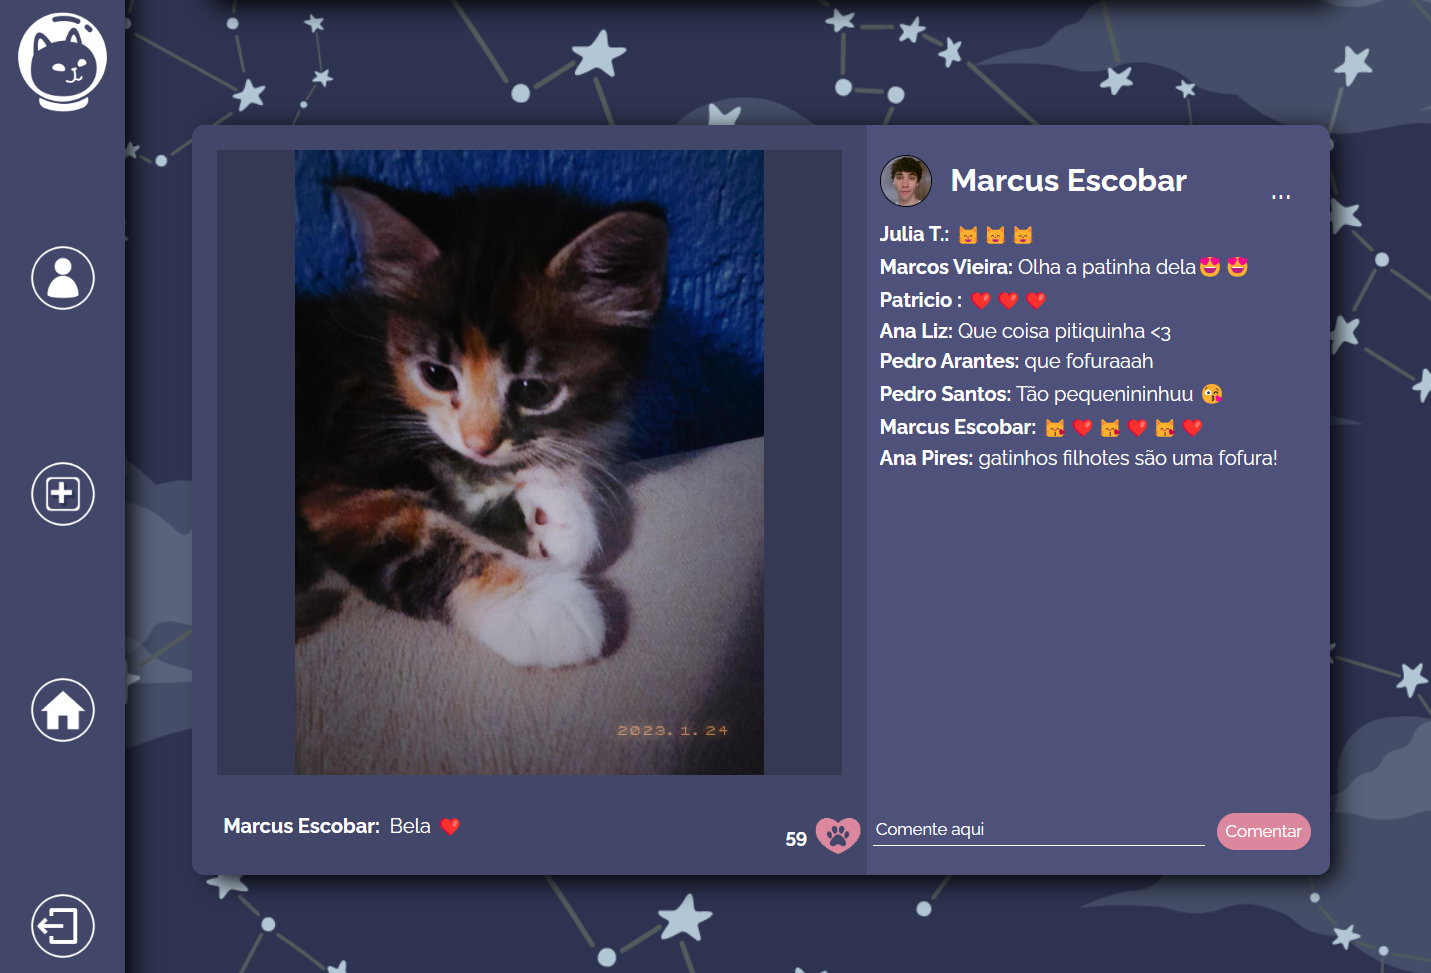 Marcus Escobar
...
Julia T.: 😸 😸 😸
Marcos Vieira: Olha a patinha dela😍 😍
Patricio : ❤️ ❤️ ❤️
Ana Liz: Que coisa pitiquinha <3
Pedro Arantes: que fofuraaah
Pedro Santos: Tão pequenininhuu 😘
Marcus Escobar: 😽 ❤️ 😽 ❤️ 😽 ❤️
Ana Pires: gatinhos filhotes são uma fofura!
2023. 1. 24
Marcus Escobar: Bela ❤️
59
Comente aqui
Comentar